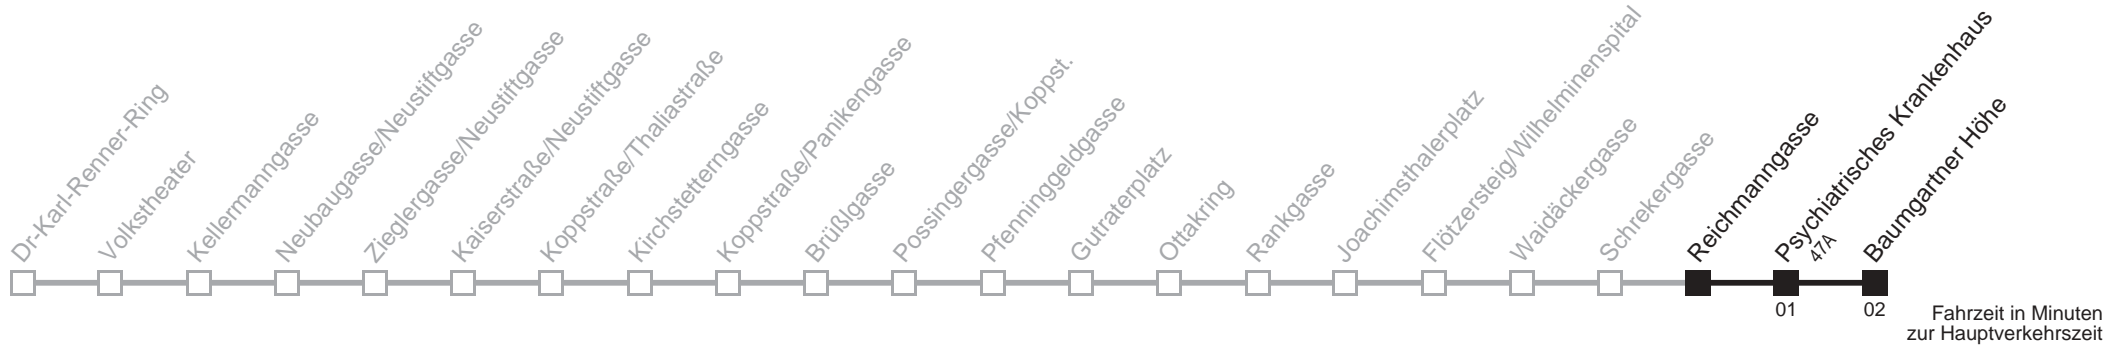 Dr-Karl-Renner-Ring
Volkstheater
Kellermanngasse
Neubaugasse/Neustiftgasse
Zieglergasse/Neustiftgasse
Kaiserstraße/Neustiftgasse
Koppstraße/Thaliastraße
Kirchstetterngasse
Koppstraße/Panikengasse
Brüßlgasse
Possingergasse/Koppst.
Pfenninggeldgasse
Gutraterplatz
Ottakring
Rankgasse
Joachimsthalerplatz
Flötzersteig/Wilhelminenspital
Waidäckergasse
Schrekergasse
Reichmanngasse
Psychiatrisches Krankenhaus
47A
Baumgartner Höhe
01
02
Fahrzeit in Minuten
zur Hauptverkehrszeit